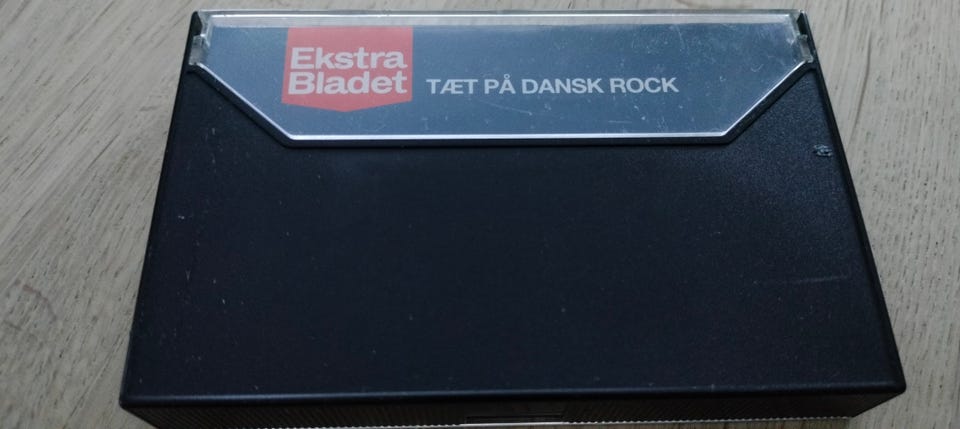 Ekstra
Bladet
TÆT PÅ DANSK ROCK